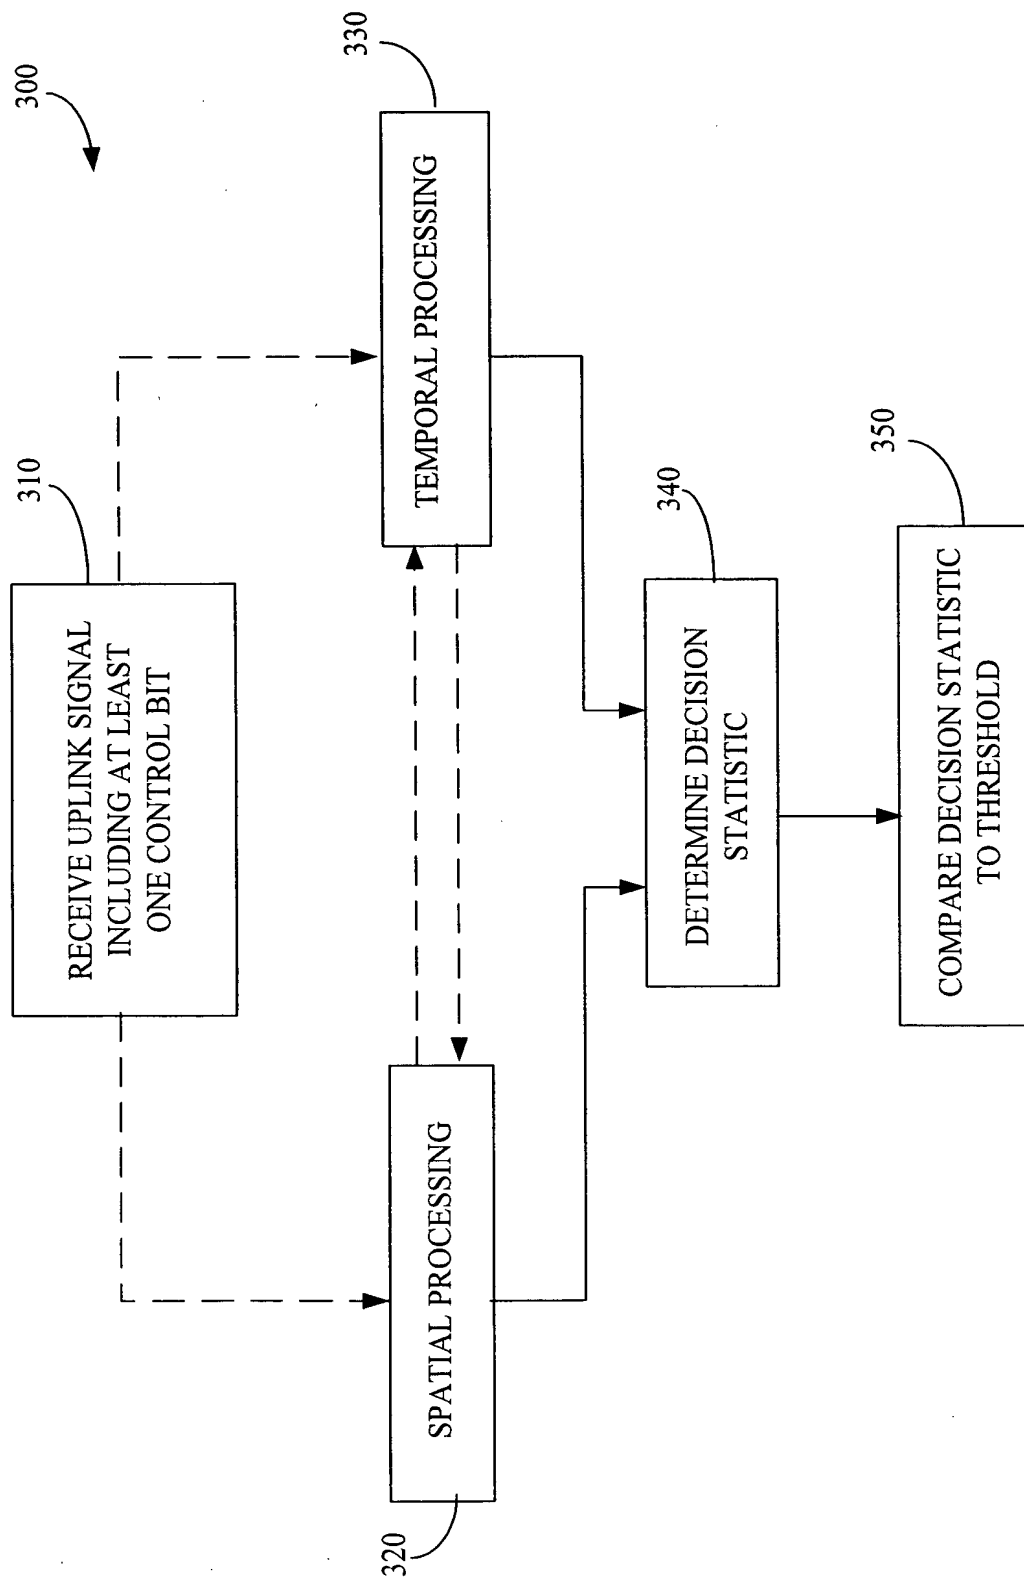 300
310
RECEIVE UPLINK SIGNAL
INCLUDING AT LEAST
ONE CONTROL BIT
320
SPATIAL PROCESSING
330
TEMPORAL PROCESSING
340
DETERMINE DECISION
STATISTIC
350
COMPARE DECISION STATISTIC
TO THRESHOLD